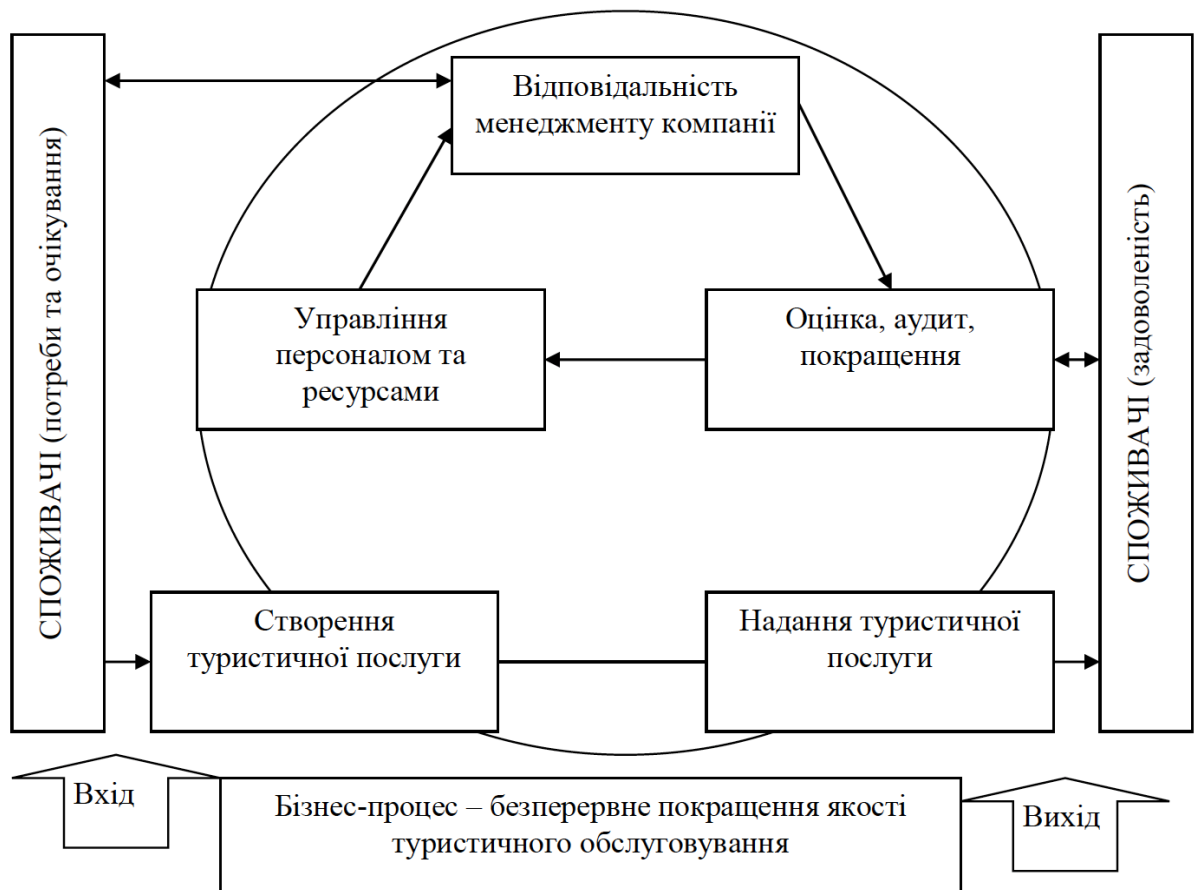 СПОЖИВАЧІ (потреби та очікування)
Відповідальність
менеджменту компанії
Управління
персоналом та
ресурсами
Оцінка, аудит,
покращення
СПОЖИВАЧІ (задоволеність)
Створення
туристичної послуги
Надання туристичної
послуги
Вхід
Бізнес-процес – безперервне покращення якості
туристичного обслуговування
Вихід